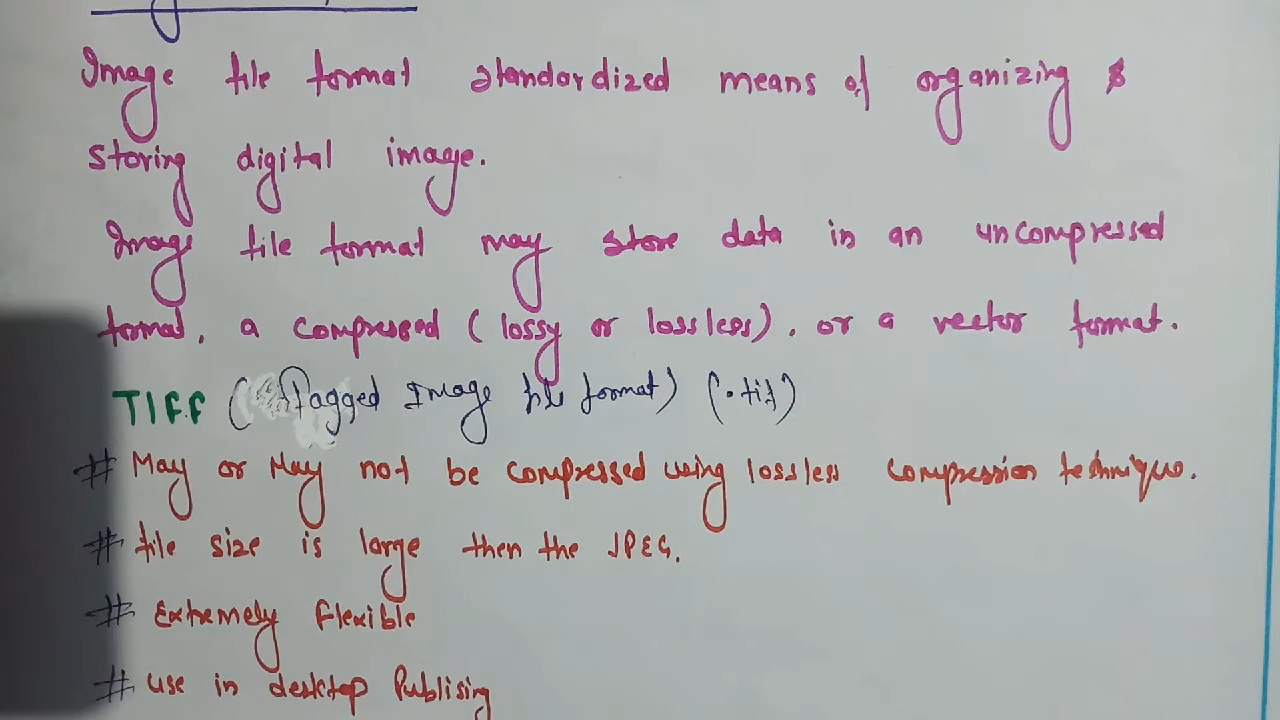 Image file format standardized means of organizing &
storing digital image.
Image file format may store data in an uncompressed
format, a compressed (lossy or lossless), or a vector format.
TIFF (Tagged Image file format) (.tif)
# May or May not be compressed using lossless compression technique.
# file size is large then the JPEG.
# Extremely Flexible
# use in desktop Publising